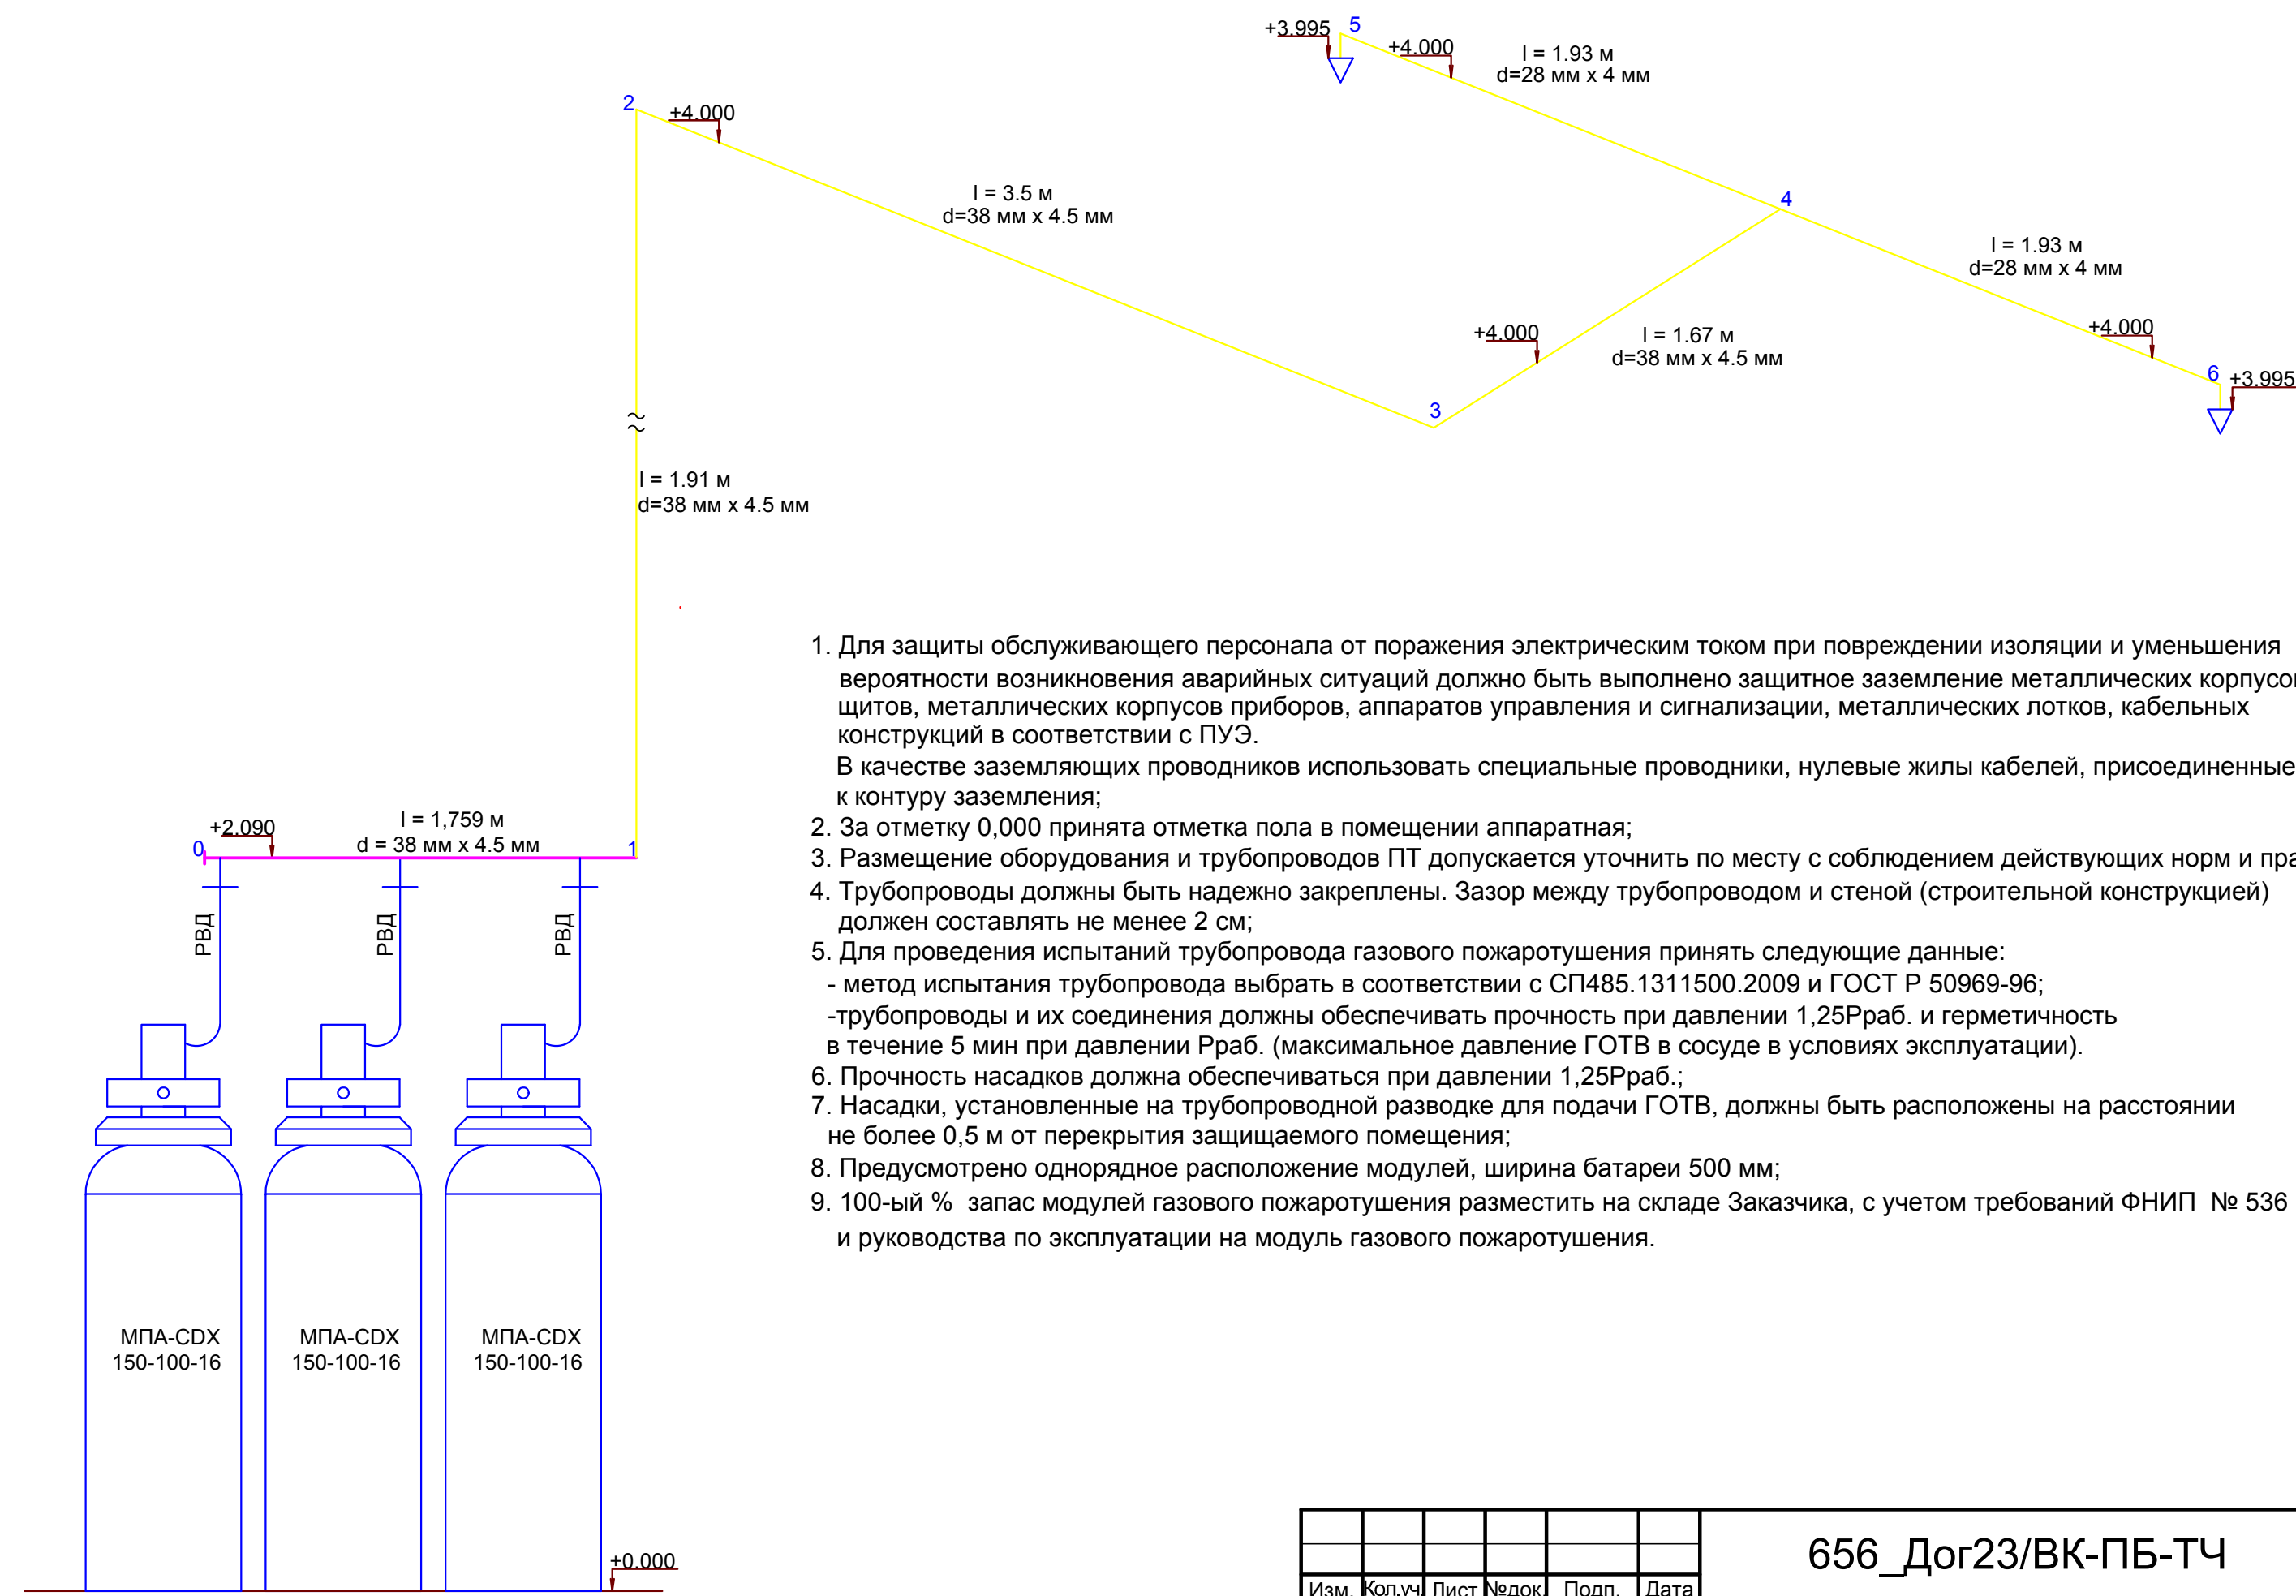 +3.995 5
+4.000
l = 1.93 м
d=28 мм x 4 мм
2
+4.000
l = 3.5 м
d=38 мм x 4.5 мм
4
l = 1.93 м
d=28 мм x 4 мм
+4.000
l = 1.67 м
d=38 мм x 4.5 мм
+4.000
6 +3.995
3
l = 1.91 м
d=38 мм x 4.5 мм
1. Для защиты обслуживающего персонала от поражения электрическим током при повреждении изоляции и уменьшения
вероятности возникновения аварийных ситуаций должно быть выполнено защитное заземление металлических корпусо
щитов, металлических корпусов приборов, аппаратов управления и сигнализации, металлических лотков, кабельных
конструкций в соответствии с ПУЭ.
В качестве заземляющих проводников использовать специальные проводники, нулевые жилы кабелей, присоединенные
к контуру заземления;
2. За отметку 0,000 принята отметка пола в помещении аппаратная;
3. Размещение оборудования и трубопроводов ПТ допускается уточнить по месту с соблюдением действующих норм и пра
4. Трубопроводы должны быть надежно закреплены. Зазор между трубопроводом и стеной (строительной конструкцией)
должен составлять не менее 2 см;
5. Для проведения испытаний трубопровода газового пожаротушения принять следующие данные:
- метод испытания трубопровода выбрать в соответствии с СП485.1311500.2009 и ГОСТ Р 50969-96;
-трубопроводы и их соединения должны обеспечивать прочность при давлении 1,25Рраб. и герметичность
в течение 5 мин при давлении Рраб. (максимальное давление ГОТВ в сосуде в условиях эксплуатации).
6. Прочность насадков должна обеспечиваться при давлении 1,25Рраб.;
7. Насадки, установленные на трубопроводной разводке для подачи ГОТВ, должны быть расположены на расстоянии
не более 0,5 м от перекрытия защищаемого помещения;
8. Предусмотрено однорядное расположение модулей, ширина батареи 500 мм;
9. 100-ый % запас модулей газового пожаротушения разместить на складе Заказчика, с учетом требований ФНИП № 536
и руководства по эксплуатации на модуль газового пожаротушения.
+2.090
l = 1,759 м
d = 38 мм x 4.5 мм
0
1
РВД
РВД
РВД
МПА-CDX
150-100-16
МПА-CDX
150-100-16
МПА-CDX
150-100-16
+0.000
656_Дог23/ВК-ПБ-ТЧ
Изм. Кол.уч. Лист №док. Подп. Дата